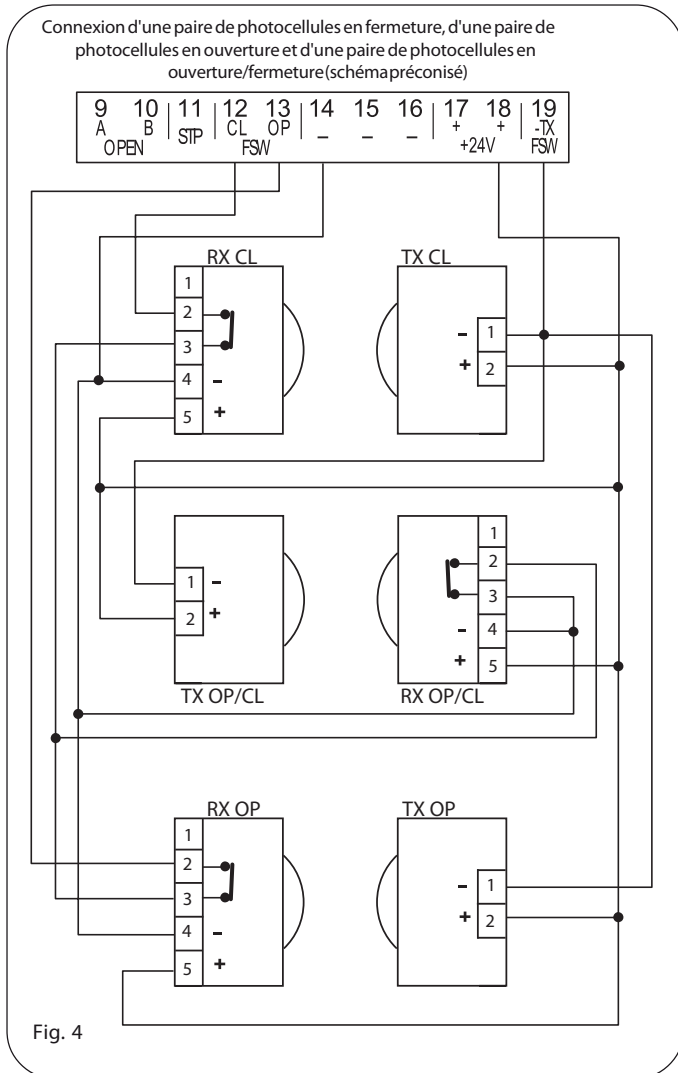 Connexion d'une paire de photocellules en fermeture, d'une paire de
photocellules en ouverture et d'une paire de photocellules en
ouverture/fermeture (schéma préconisé)
9 10 11 12 13 14 15 16 17 18 19
A B STP CL OP – – – + + -TX
OPEN FSW +24V FSW
RX CL TX CL
1
2
3
4 –
5 +
– 1
+ 2
1 –
2 +
1
2
3
– 4
+ 5
TX OP/CL RX OP/CL
RX OP TX OP
1
2
3
4 –
5 +
– 1
+ 2
Fig. 4